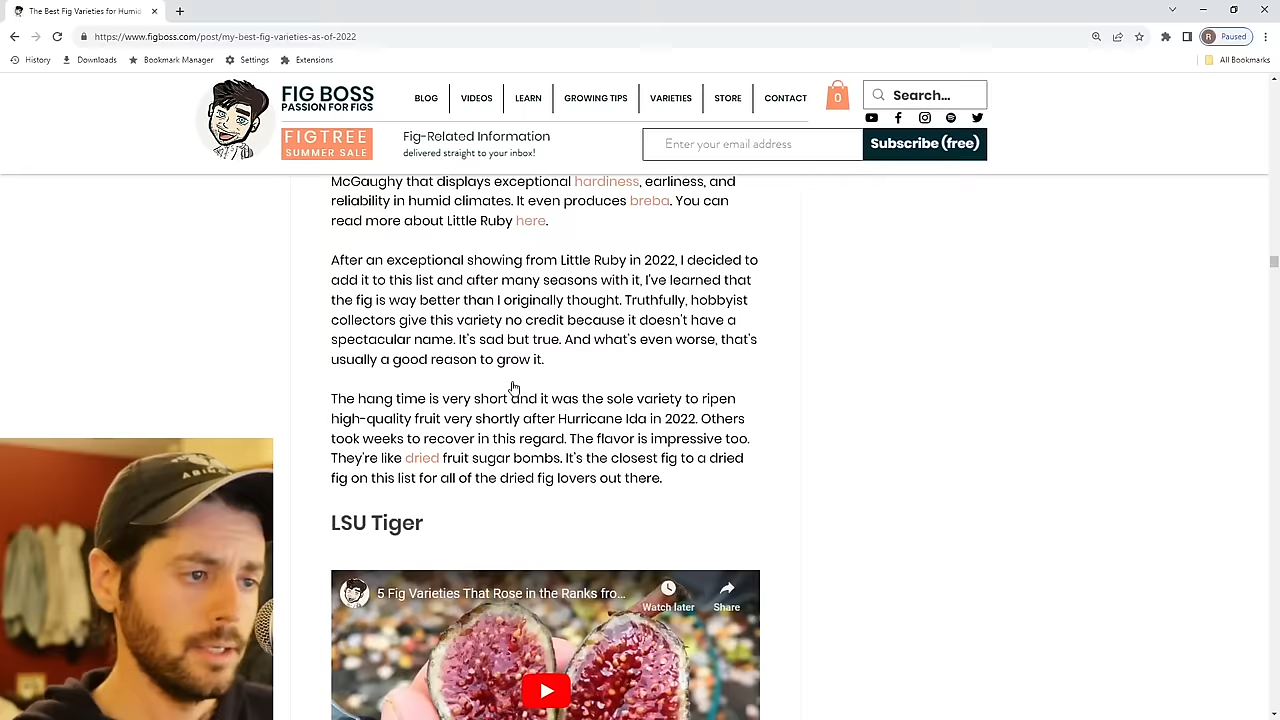 The Best Fig Varieties for Humid
https://www.figboss.com/post/my-best-fig-varieties-as-of-2022
R Paused
History Downloads Bookmark Manager Settings Extensions All Bookmarks
FIG BOSS
PASSION FOR FIGS
BLOG VIDEOS LEARN GROWING TIPS VARIETIES STORE CONTACT
0
Search...
FIGTREE
SUMMER SALE
Fig-Related Information
delivered straight to your inbox!
Enter your email address
Subscribe (free)
McGaughy that displays exceptional hardiness, earliness, and
reliability in humid climates. It even produces breba. You can
read more about Little Ruby here.
After an exceptional showing from Little Ruby in 2022, I decided to
add it to this list and after many seasons with it, I've learned that
the fig is way better than I originally thought. Truthfully, hobbyist
collectors give this variety no credit because it doesn't have a
spectacular name. It's sad but true. And what's even worse, that's
usually a good reason to grow it.
The hang time is very short and it was the sole variety to ripen
high-quality fruit very shortly after Hurricane Ida in 2022. Others
took weeks to recover in this regard. The flavor is impressive too.
They're like dried fruit sugar bombs. It's the closest fig to a dried
fig on this list for all of the dried fig lovers out there.
LSU Tiger
5 Fig Varieties That Rose in the Ranks fro...
Watch later Share